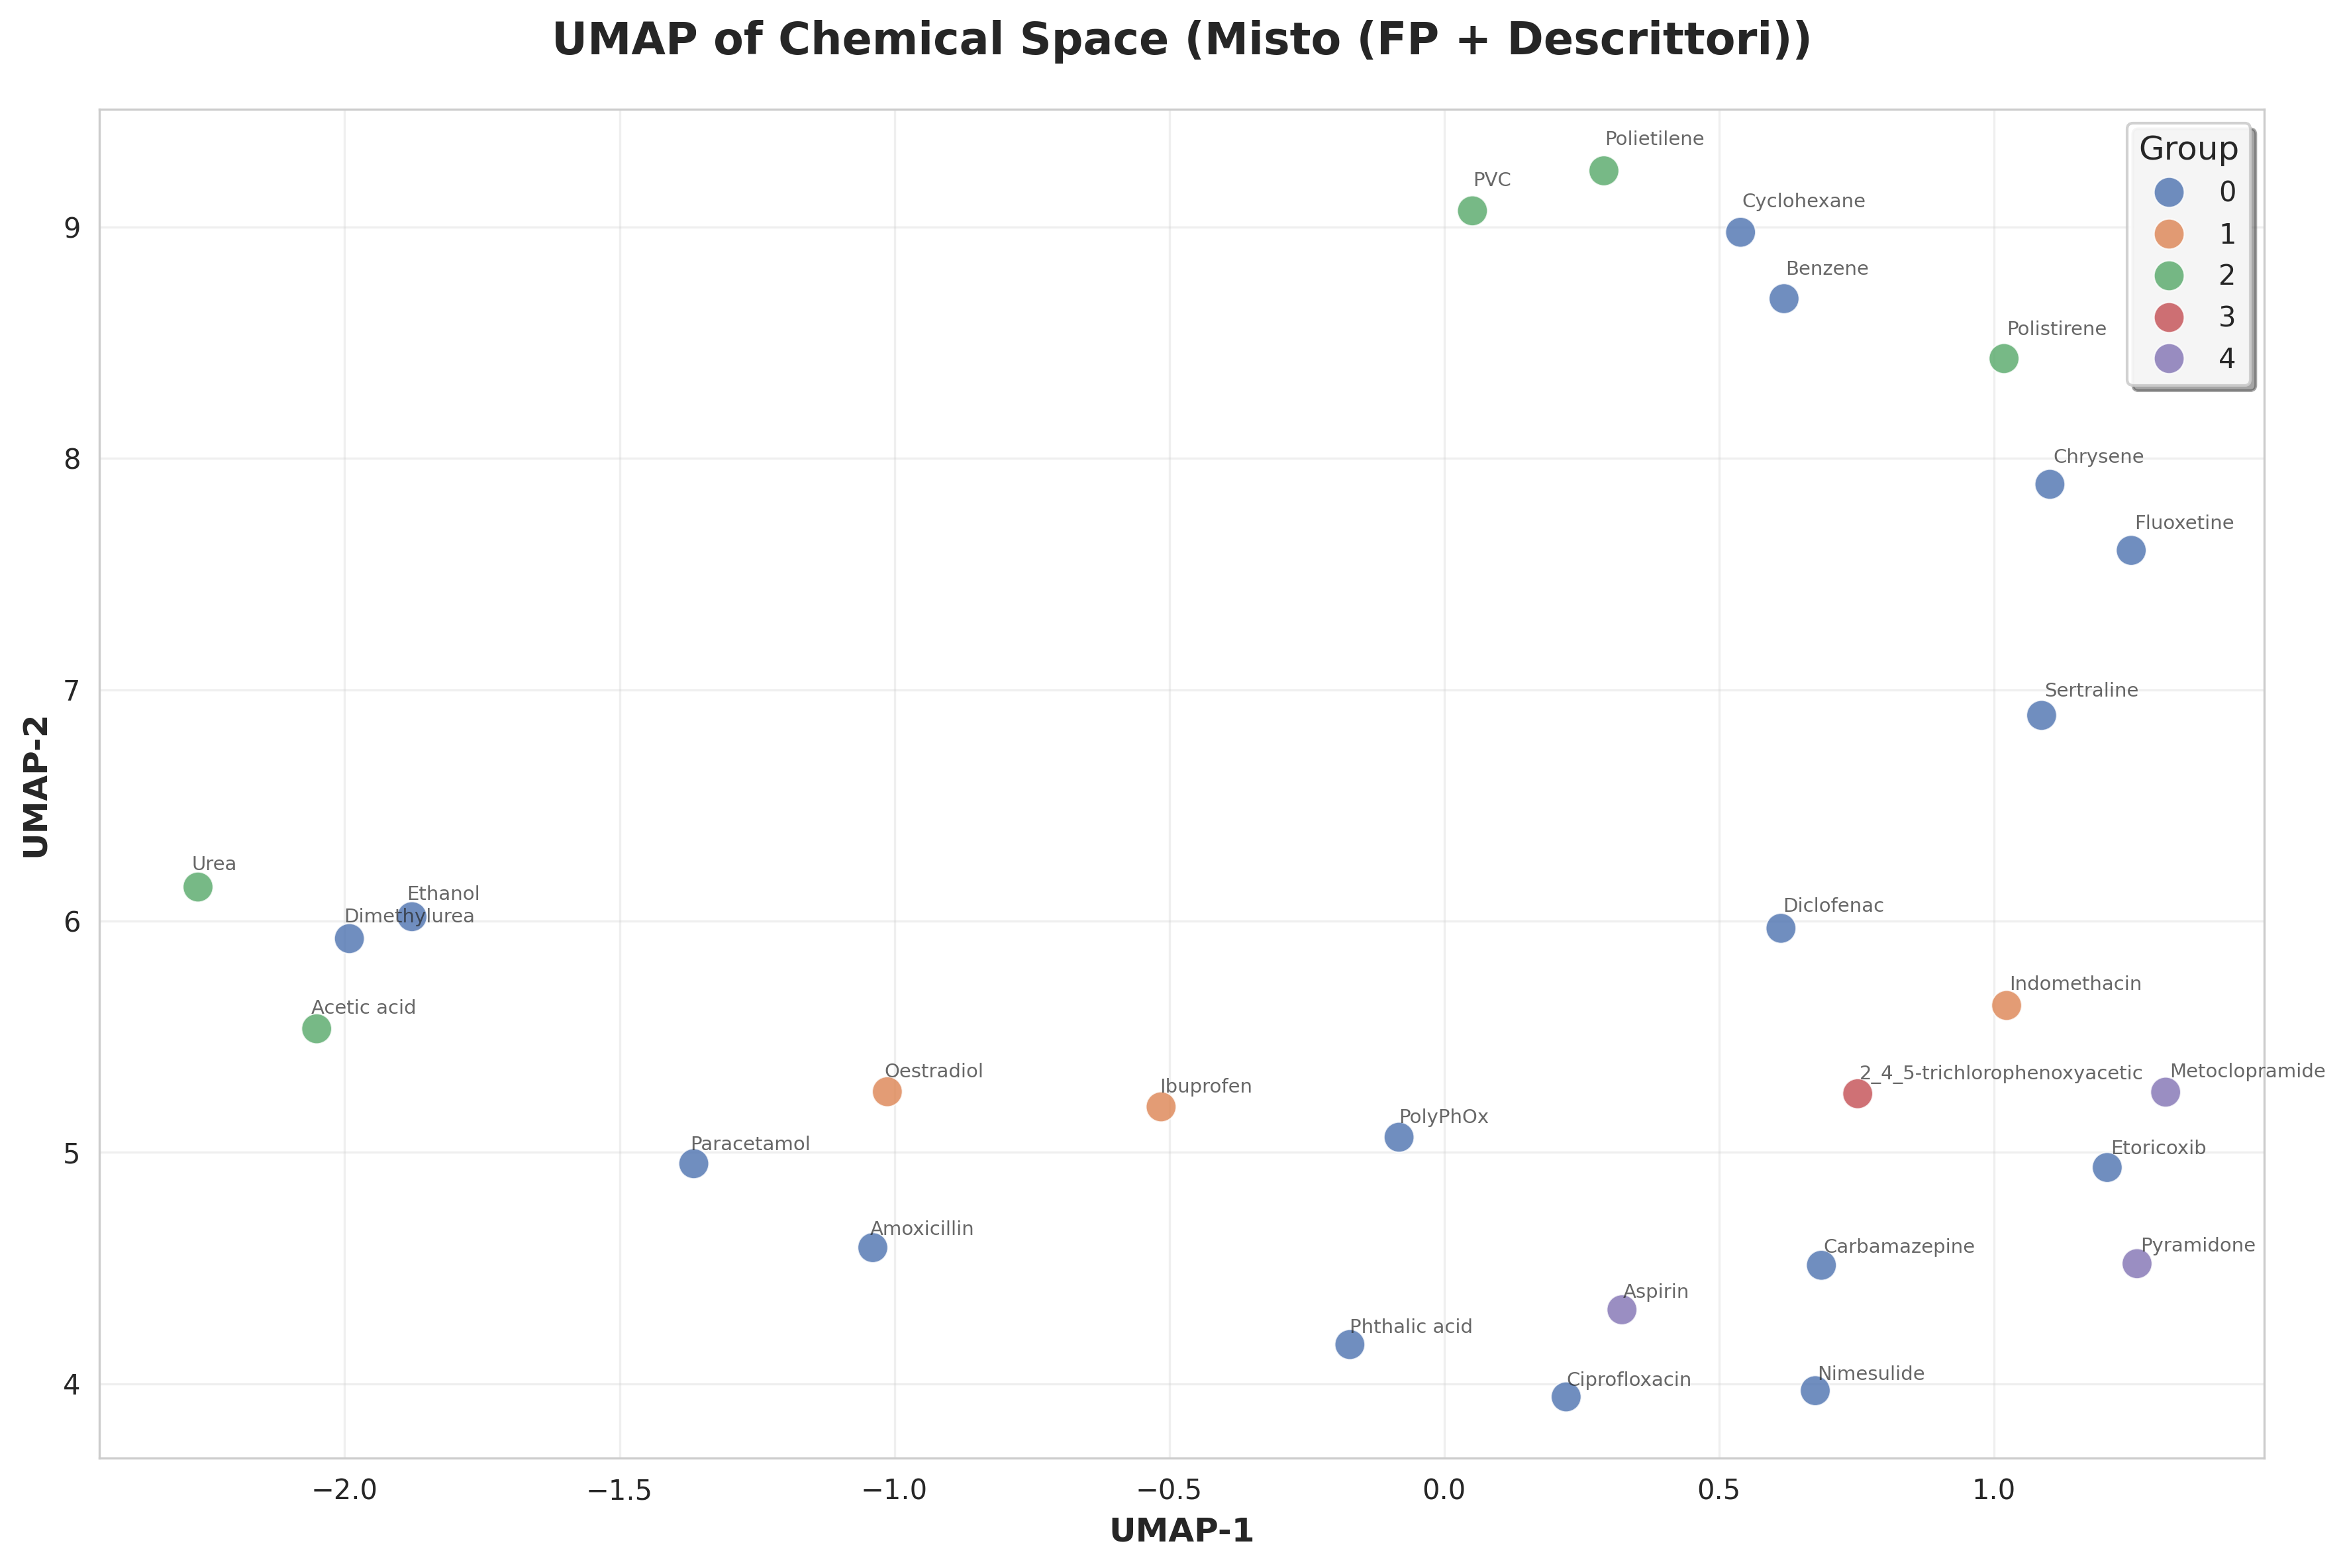 UMAP of Chemical Space (Misto (FP + Descrittori))
Group
0
1
2
3
4
Polietilene
PVC
Cyclohexane
Benzene
Polistirene
Chrysene
Fluoxetine
Sertraline
Urea
Ethanol
Dimethylurea
Diclofenac
Indomethacin
Acetic acid
Oestradiol
Ibuprofen
2_4_5-trichlorophenoxyacetic
Metoclopramide
PolyPhOx
Paracetamol
Etoricoxib
Amoxicillin
Carbamazepine
Pyramidone
Aspirin
Phthalic acid
Ciprofloxacin
Nimesulide
9
8
7
6
5
4
UMAP-2
−2.0 −1.5 −1.0 −0.5 0.0 0.5 1.0
UMAP-1